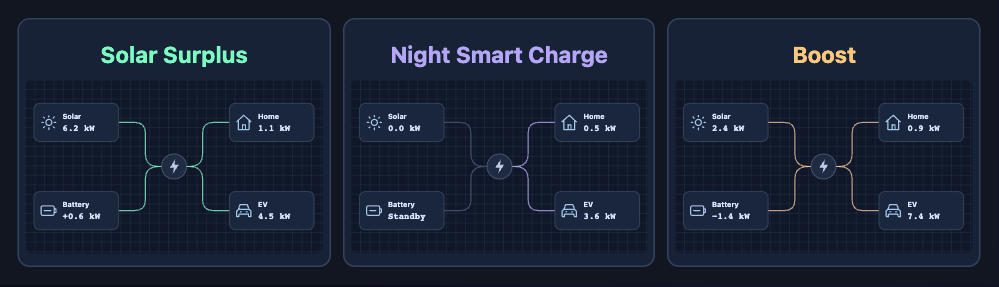 Solar Surplus
Solar
6.2 kW
Home
1.1 kW
Battery
+0.6 kW
EV
4.5 kW
Night Smart Charge
Solar
0.0 kW
Home
0.5 kW
Battery
Standby
EV
3.6 kW
Boost
Solar
2.4 kW
Home
0.9 kW
Battery
−1.4 kW
EV
7.4 kW